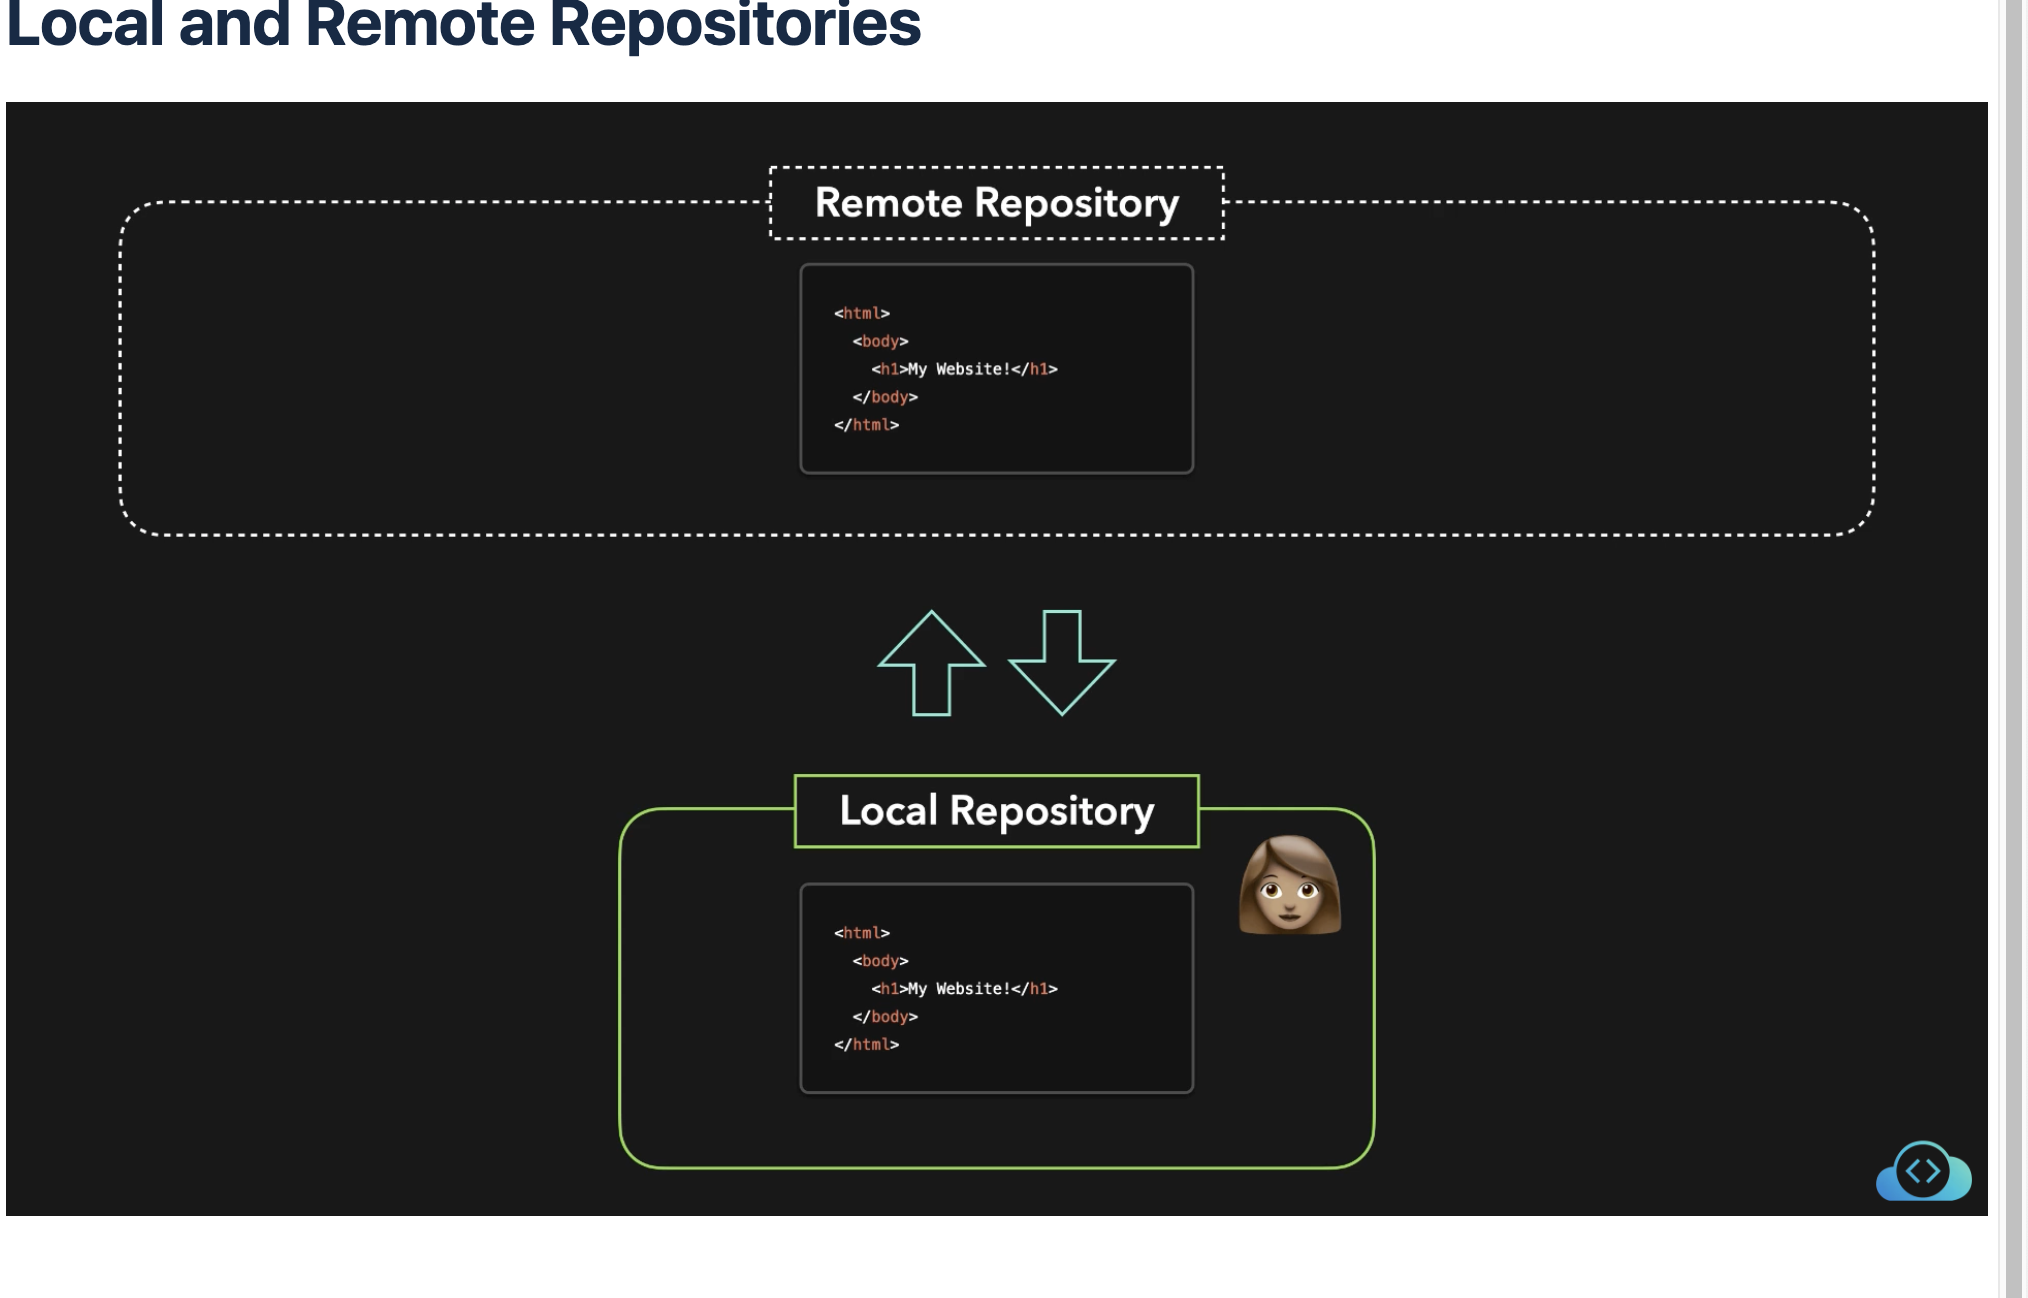 Local and Remote Repositories
Remote Repository
<html>
<body>
<h1>My Website!</h1>
</body>
</html>
Local Repository
<html>
<body>
<h1>My Website!</h1>
</body>
</html>